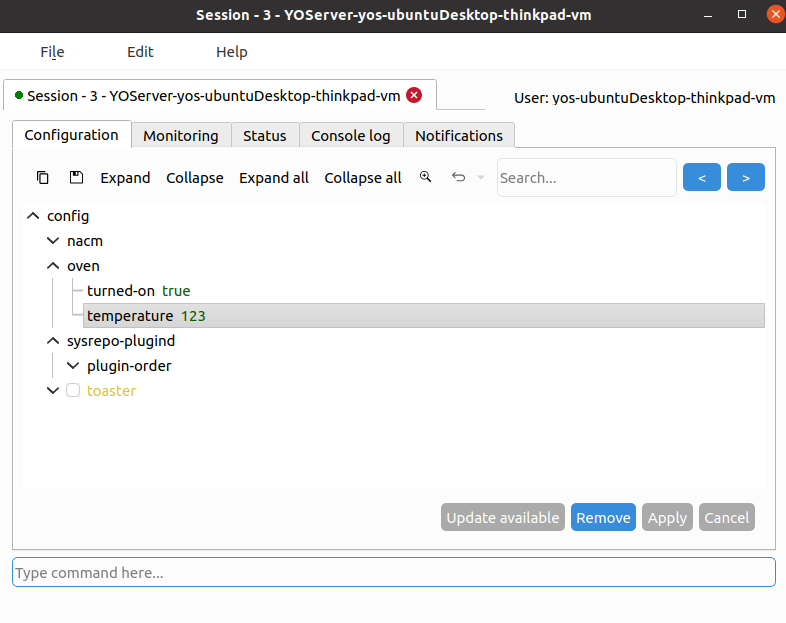 Session - 3 - YOServer-yos-ubuntuDesktop-thinkpad-vm
File Edit Help
Session - 3 - YOServer-yos-ubuntuDesktop-thinkpad-vm
User: yos-ubuntuDesktop-thinkpad-vm
Configuration Monitoring Status Console log Notifications
Expand Collapse Expand all Collapse all Search... < >
config
nacm
oven
turned-on true
temperature 123
sysrepo-plugind
plugin-order
toaster
Update available Remove Apply Cancel
Type command here...